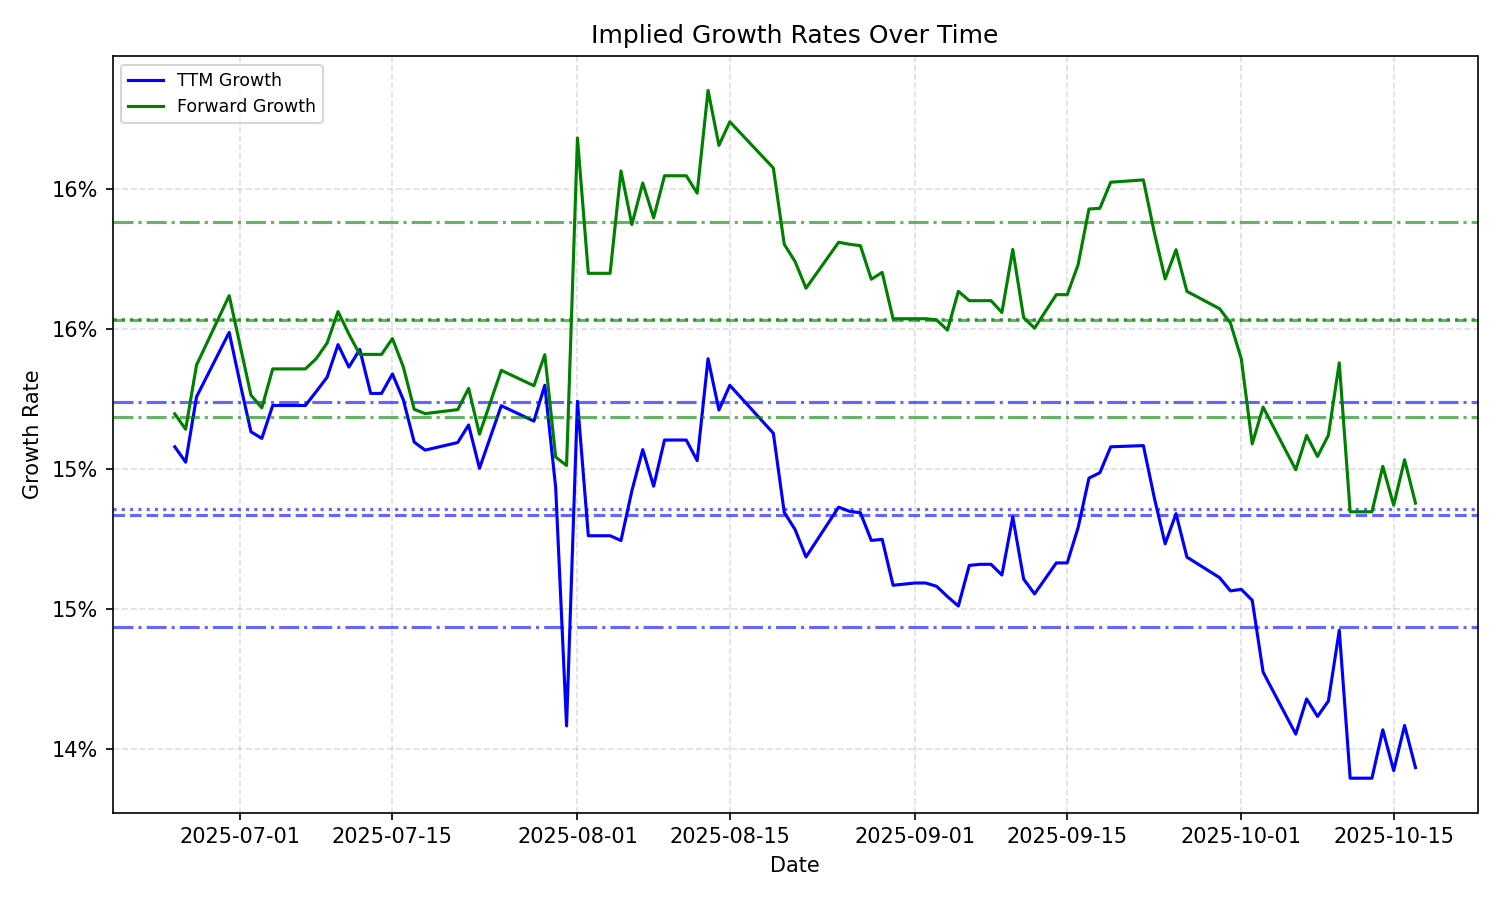 Implied Growth Rates Over Time
TTM Growth
Forward Growth
16%
16%
15%
15%
14%
Growth Rate
2025-07-01
2025-07-15
2025-08-01
2025-08-15
2025-09-01
2025-09-15
2025-10-01
2025-10-15
Date